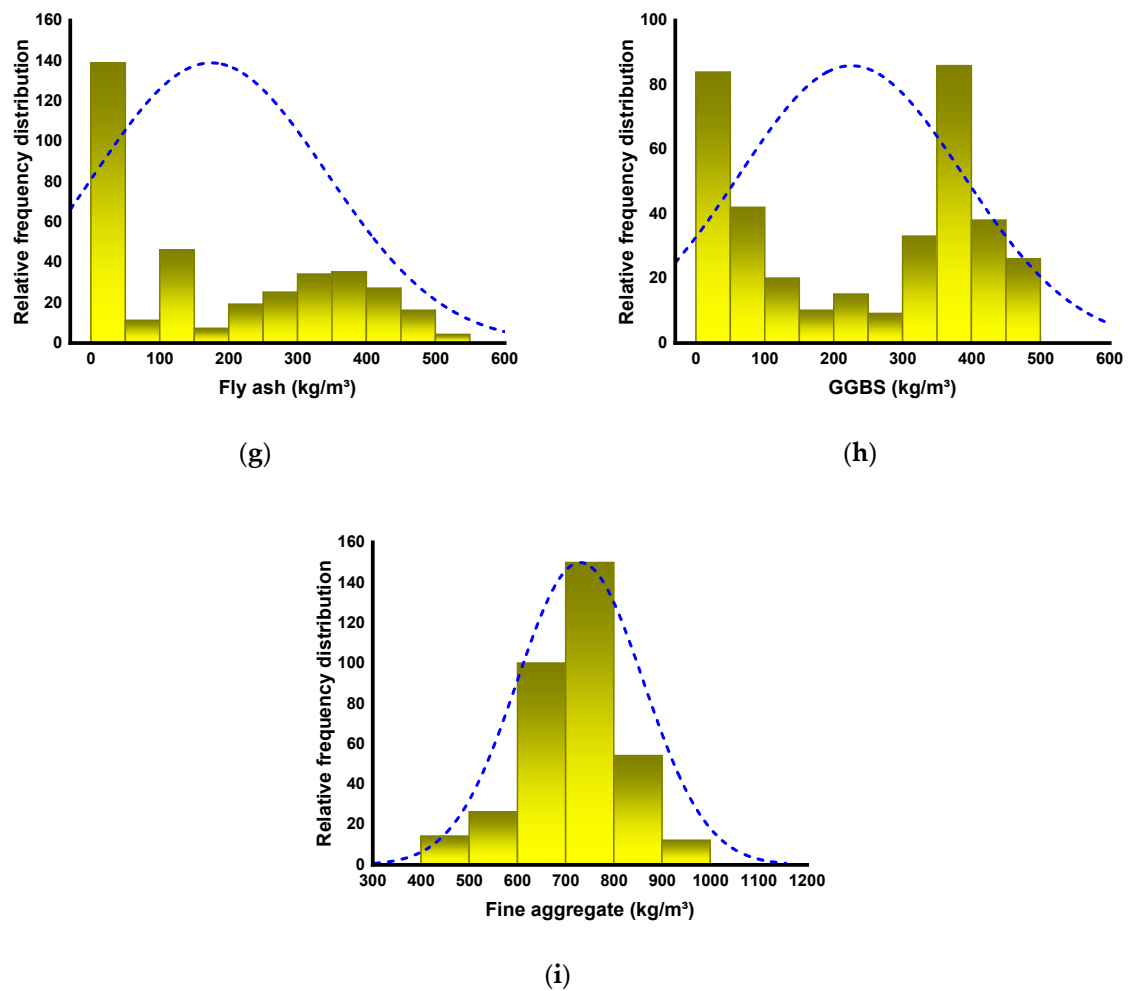 Relative frequency distribution
160
140
120
100
80
60
40
20
0
0 100 200 300 400 500 600
Fly ash (kg/m³)
(g)
Relative frequency distribution
100
80
60
40
20
0
0 100 200 300 400 500 600
GGBS (kg/m³)
(h)
Relative frequency distribution
160
140
120
100
80
60
40
20
0
300 400 500 600 700 800 900 1000 1100 1200
Fine aggregate (kg/m³)
(i)